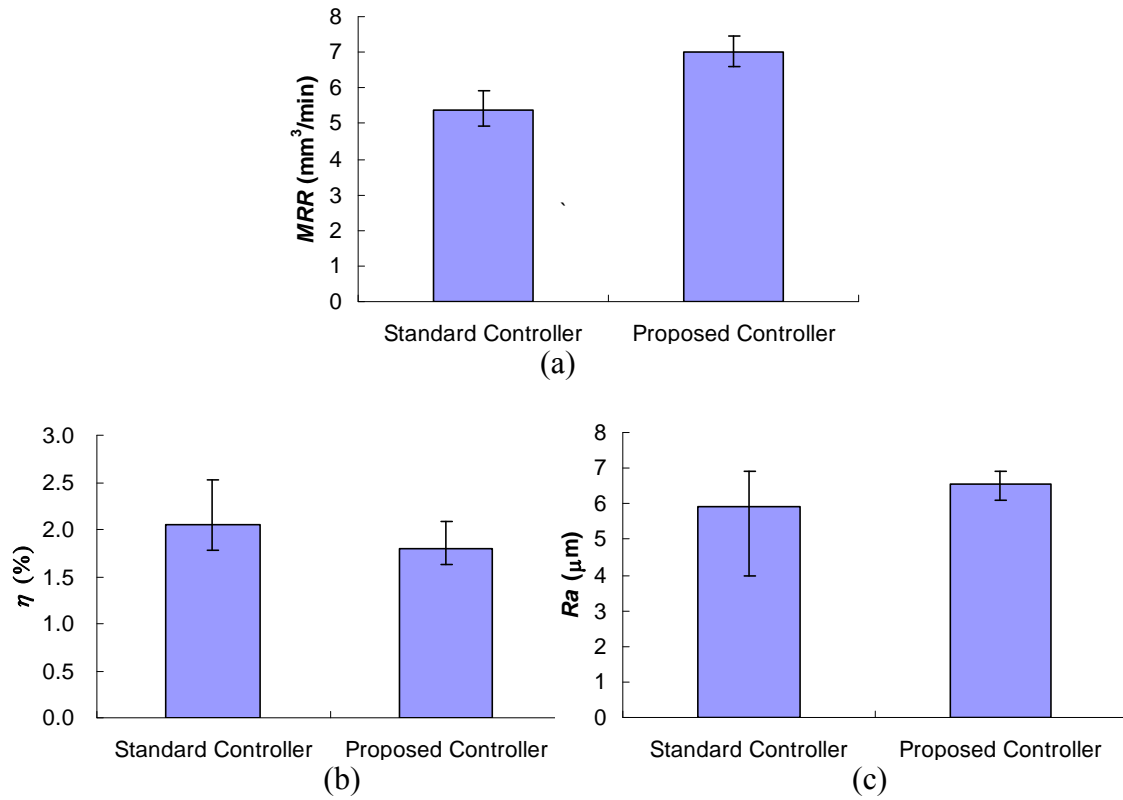 8
7
6
5
4
3
2
1
0
MRR (mm³/min)
`
Standard Controller Proposed Controller
(a)
3.0
2.5
2.0
1.5
1.0
0.5
0.0
η (%)
Standard Controller Proposed Controller
(b)
8
7
6
5
4
3
2
1
0
Ra (μm)
Standard Controller Proposed Controller
(c)